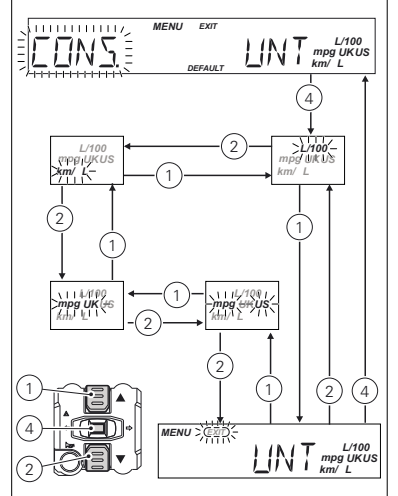 MENU EXIT
CONS. UNT L/100
mpg UKUS
km/ L
DEFAULT
4
L/100
mpg UKUS
km/ L
2
1
L/100
mpg UKUS
km/ L
2
1
1
L/100
mpg UKUS
km/ L
1
2
L/100
mpg UKUS
km/ L
2
1
2
4
1
4
2
MENU EXIT
UNT L/100
mpg UKUS
km/ L